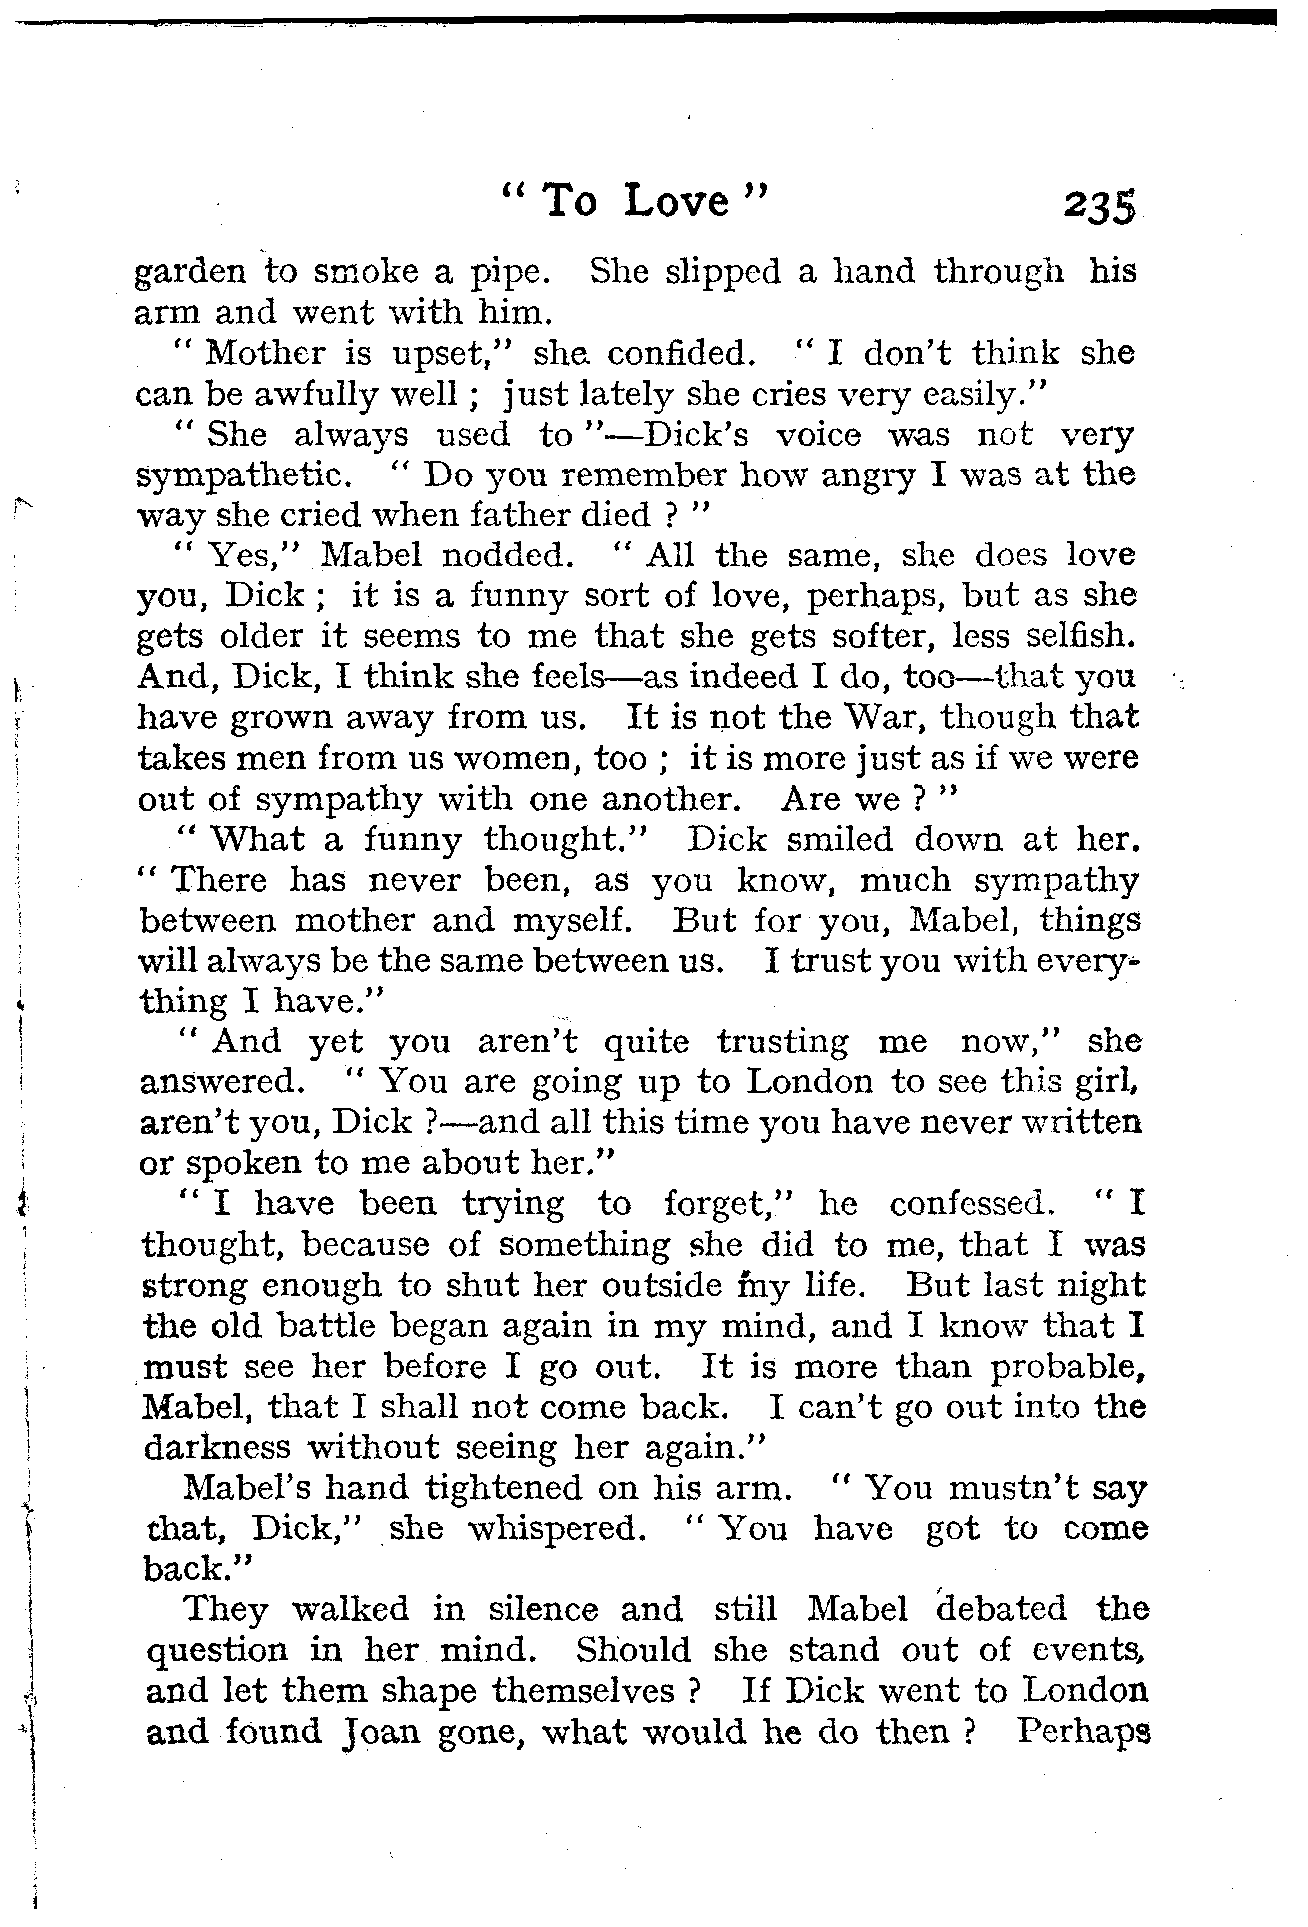 " To Love " 235
garden to smoke a pipe. She slipped a hand through his
arm and went with him.
" Mother is upset," she confided. " I don't think she
can be awfully well ; just lately she cries very easily."
" She always used to "—Dick's voice was not very
sympathetic. " Do you remember how angry I was at the
way she cried when father died ? "
" Yes," Mabel nodded. " All the same, she does love
you, Dick ; it is a funny sort of love, perhaps, but as she
gets older it seems to me that she gets softer, less selfish.
And, Dick, I think she feels—as indeed I do, too—that you
have grown away from us. It is not the War, though that
takes men from us women, too ; it is more just as if we were
out of sympathy with one another. Are we ? "
" What a funny thought." Dick smiled down at her.
" There has never been, as you know, much sympathy
between mother and myself. But for you, Mabel, things
will always be the same between us. I trust you with every-
thing I have."
" And yet you aren't quite trusting me now," she
answered. " You are going up to London to see this girl,
aren't you, Dick ?—and all this time you have never written
or spoken to me about her."
" I have been trying to forget," he confessed. " I
thought, because of something she did to me, that I was
strong enough to shut her outside my life. But last night
the old battle began again in my mind, and I know that I
must see her before I go out. It is more than probable,
Mabel, that I shall not come back. I can't go out into the
darkness without seeing her again."
Mabel's hand tightened on his arm. " You mustn't say
that, Dick," she whispered. " You have got to come
back."
They walked in silence and still Mabel debated the
question in her mind. Should she stand out of events,
and let them shape themselves ? If Dick went to London
and found Joan gone, what would he do then ? Perhaps